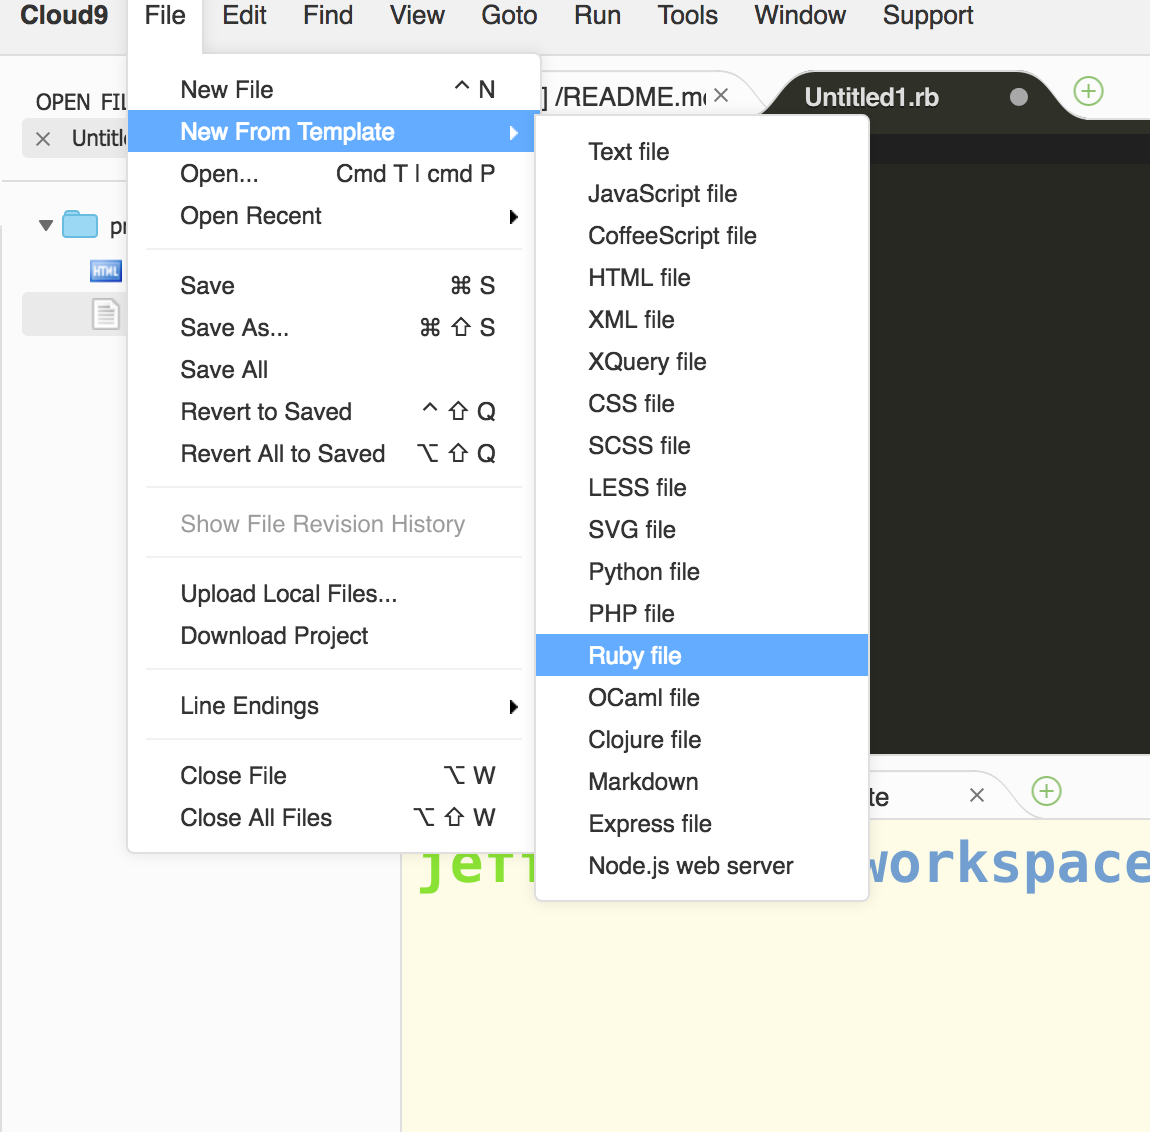 Cloud9 File Edit Find View Goto Run Tools Window Support
OPEN
Untitled1.rb
] /README.m
New File ^ N
New From Template
Open... Cmd T | cmd P
Open Recent
Save ⌘ S
Save As... ⌘ ⇧ S
Save All
Revert to Saved ^ ⇧ Q
Revert All to Saved ⌥ ⇧ Q
Show File Revision History
Upload Local Files...
Download Project
Line Endings
Close File ⌥ W
Close All Files ⌥ ⇧ W
Text file
JavaScript file
CoffeeScript file
HTML file
XML file
XQuery file
CSS file
SCSS file
LESS file
SVG file
Python file
PHP file
Ruby file
OCaml file
Clojure file
Markdown
Express file
Node.js web server
HTML
te
workspace